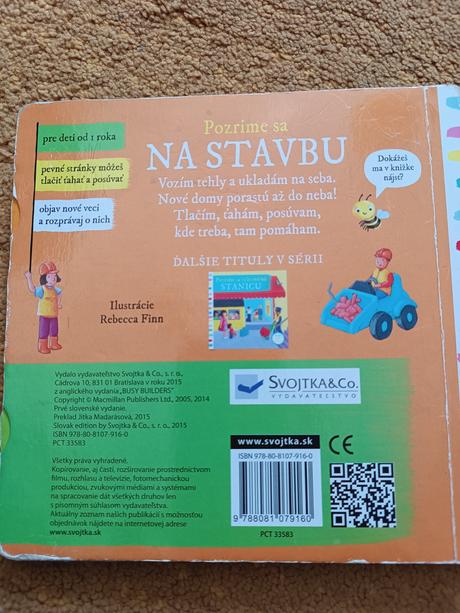 pre deti od 1 roka
pevné stránky môžeš
tlačiť ťahať a posúvať
objav nové veci
a rozprávaj o nich
Pozrime sa
NA STAVBU
Vozím tehly a ukladám na seba.
Nové domy porastú až do neba!
Tlačím, ťahám, posúvam,
kde treba, tam pomáham.
Dokážeš
ma v knižke
nájsť?
ĎALŠIE TITULY V SÉRII
STANICU
Ilustrácie
Rebecca Finn
Vydalo vydavateľstvo Svojtka & Co., s. r. o.,
Cádrova 10, 831 01 Bratislava v roku 2015
z anglického vydania „BUSY BUILDERS"
Copyright © Macmillan Publishers Ltd., 2005, 2014
Prvé slovenské vydanie.
Preklad Jitka Madarásová, 2015
Slovak edition by Svojtka & Co., s. r. o., 2015
ISBN 978-80-8107-916-0
PCT 33583
Všetky práva vyhradené.
Kopírovanie, aj častí, rozširovanie prostredníctvom
filmu, rozhlasu a televízie, fotomechanickou
produkciou, zvukovými médiami a systémami
na spracovanie dát všetkých druhov len
s písomným súhlasom vydavateľstva.
Aktuálny zoznam našich publikácií s možnosťou
objednávok nájdete na internetovej adrese
www.svojtka.sk
SVOJTKA&CO.
VYDAVATEĽSTVO
www.svojtka.sk
CE
ISBN 978-80-8107-916-0
9 788081 079160
PCT 33583